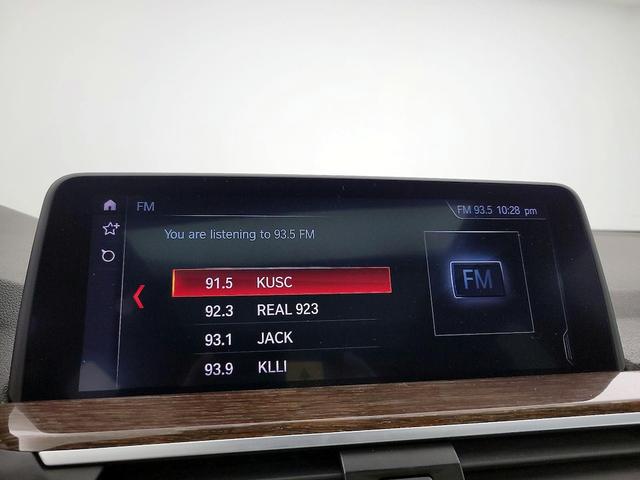 FM
FM 93.5 10:28 pm
You are listening to 93.5 FM
91.5 KUSC
92.3 REAL 923
93.1 JACK
93.9 KLLI
FM